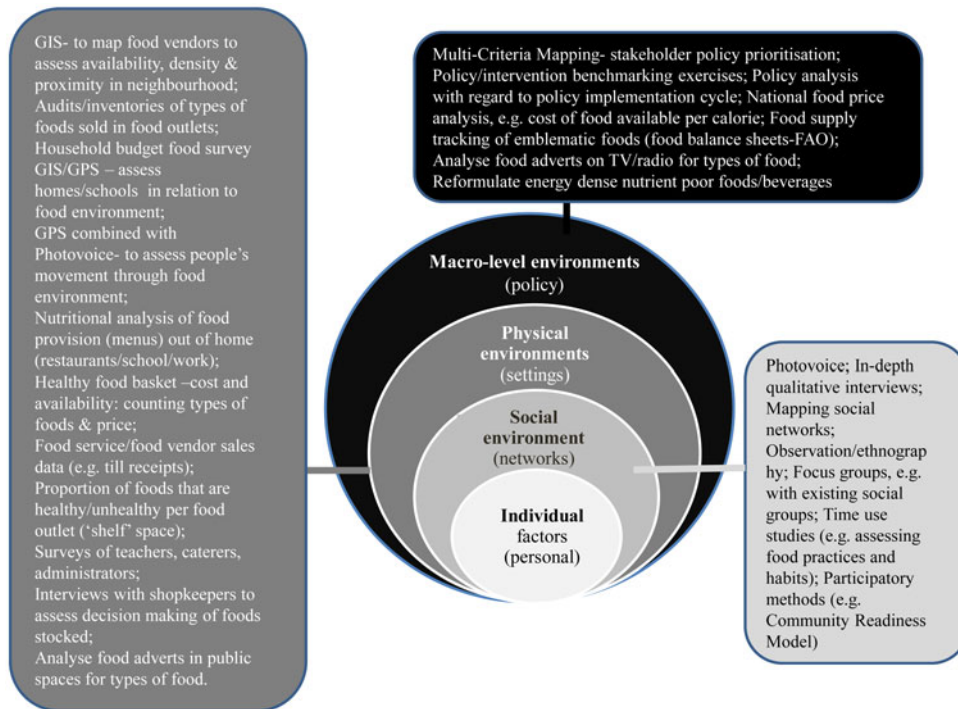 GIS- to map food vendors to
assess availability, density &
proximity in neighbourhood;
Audits/inventories of types of
foods sold in food outlets;
Household budget food survey
GIS/GPS – assess
homes/schools in relation to
food environment;
GPS combined with
Photovoice- to assess people's
movement through food
environment;
Nutritional analysis of food
provision (menus) out of home
(restaurants/school/work);
Healthy food basket –cost and
availability: counting types of
foods & price;
Food service/food vendor sales
data (e.g. till receipts);
Proportion of foods that are
healthy/unhealthy per food
outlet ('shelf' space);
Surveys of teachers, caterers,
administrators;
Interviews with shopkeepers to
assess decision making of foods
stocked;
Analyse food adverts in public
spaces for types of food.
Multi-Criteria Mapping- stakeholder policy prioritisation;
Policy/intervention benchmarking exercises; Policy analysis
with regard to policy implementation cycle; National food price
analysis, e.g. cost of food available per calorie; Food supply
tracking of emblematic foods (food balance sheets-FAO);
Analyse food adverts on TV/radio for types of food;
Reformulate energy dense nutrient poor foods/beverages
Macro-level environments
(policy)
Physical environments
(settings)
Social
environment
(networks)
Individual
factors
(personal)
Photovoice; In-depth
qualitative interviews;
Mapping social
networks;
Observation/ethnograp
hy; Focus groups, e.g.
with existing social
groups; Time use
studies (e.g. assessing
food practices and
habits); Participatory
methods (e.g.
Community Readiness
Model)